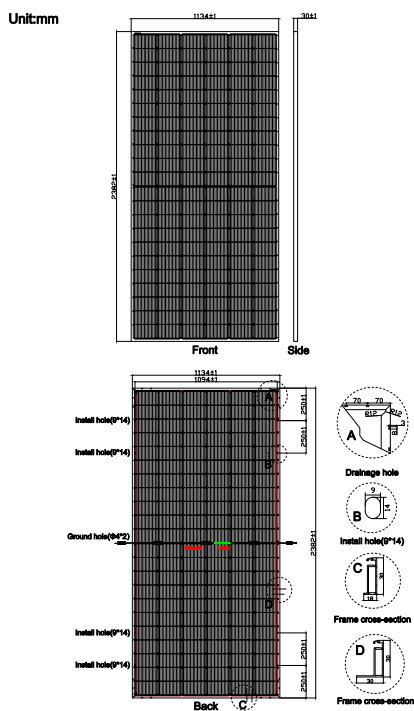 Unit:mm
1134±1
30±1
2382±1
Front
Side
1134±1
1094±1
A
Install hole(9*14)
250±1
Install hole(9*14)
250±1
B
Ground hole(Φ4*2)
2382±1
D
Install hole(9*14)
250±1
Install hole(9*14)
250±1
C
Back
70
70
R12
R12
3
A
Drainage hole
9
B
14
Install hole(9*14)
C
30
18
Frame cross-section
D
30
30
Frame cross-section